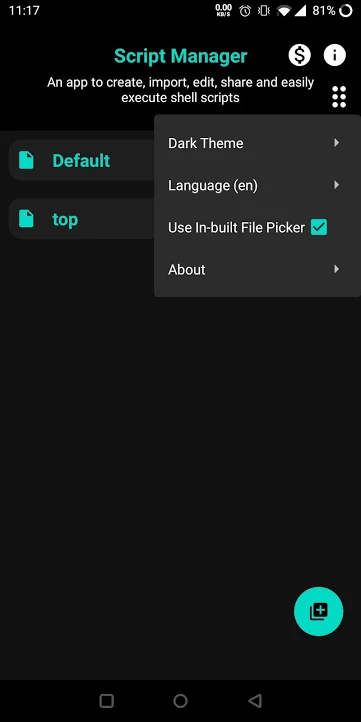 11:17
0.00
KB/S
81%
Script Manager
An app to create, import, edit, share and easily
execute shell scripts
Default
top
Dark Theme
Language (en)
Use In-built File Picker
About